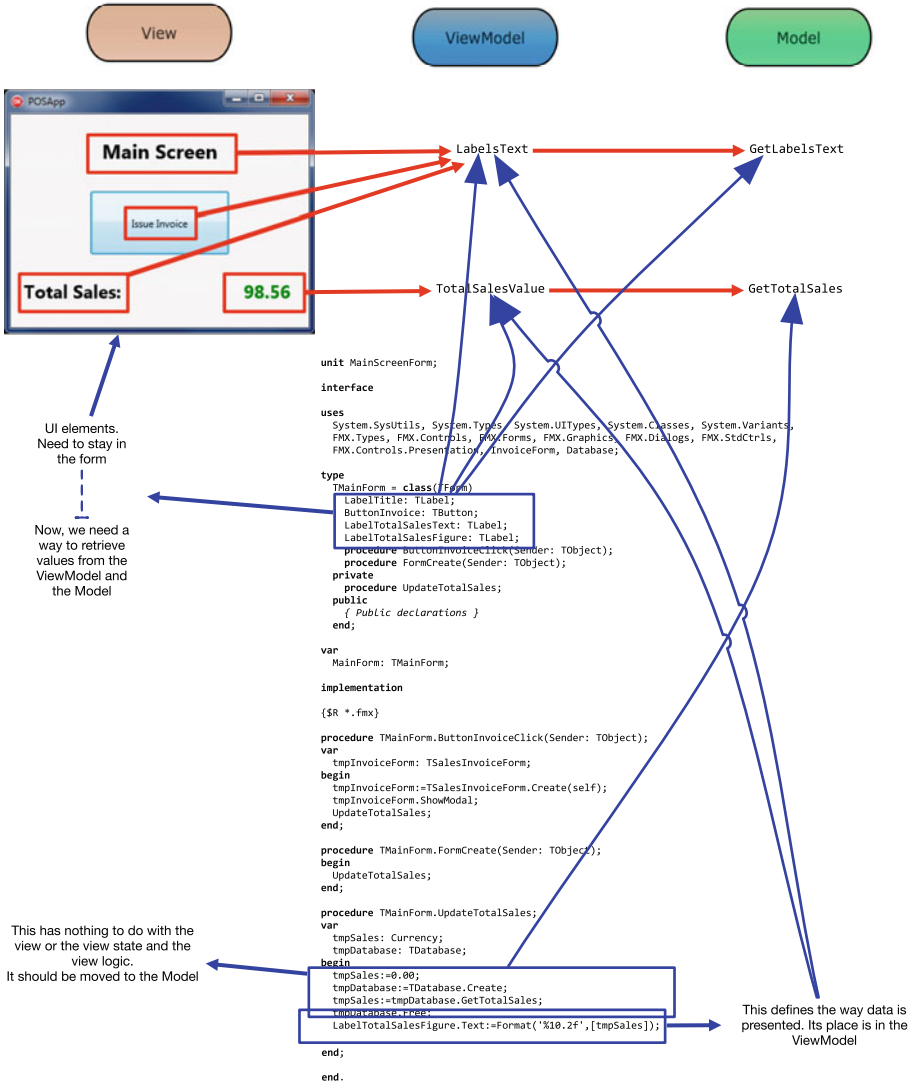 View
ViewModel
Model
POSApp
Main Screen
Issue Invoice
Total Sales:
98.56
LabelsText
GetLabelsText
TotalSalesValue
GetTotalSales
UI elements.
Need to stay in
the form
Now, we need a
way to retrieve
values from the
ViewModel and
the Model
unit MainScreenForm;
interface
uses
System.SysUtils, System.Types, System.UITypes, System.Classes, System.Variants,
FMX.Types, FMX.Controls, FMX.Forms, FMX.Graphics, FMX.Dialogs, FMX.StdCtrls,
FMX.Controls.Presentation, InvoiceForm, Database;
type
TMainForm = class(TForm)
LabelTitle: TLabel;
ButtonInvoice: TButton;
LabelTotalSalesText: TLabel;
LabelTotalSalesFigure: TLabel;
procedure ButtonInvoiceClick(Sender: TObject);
procedure FormCreate(Sender: TObject);
private
procedure UpdateTotalSales;
public
{ Public declarations }
end;
var
MainForm: TMainForm;
implementation
{$R *.fmx}
procedure TMainForm.ButtonInvoiceClick(Sender: TObject);
var
tmpInvoiceForm: TSalesInvoiceForm;
begin
tmpInvoiceForm:=TSalesInvoiceForm.Create(self);
tmpInvoiceForm.ShowModal;
UpdateTotalSales;
end;
procedure TMainForm.FormCreate(Sender: TObject);
begin
UpdateTotalSales;
end;
procedure TMainForm.UpdateTotalSales;
var
tmpSales: Currency;
tmpDatabase: TDatabase;
begin
tmpSales:=0.00;
tmpDatabase:=TDatabase.Create;
tmpSales:=tmpDatabase.GetTotalSales;
tmpDatabase.Free;
LabelTotalSalesFigure.Text:=Format('%10.2f',[tmpSales]);
end;
end.
This has nothing to do with the
view or the view state and the
view logic.
It should be moved to the Model
This defines the way data is
presented. Its place is in the
ViewModel